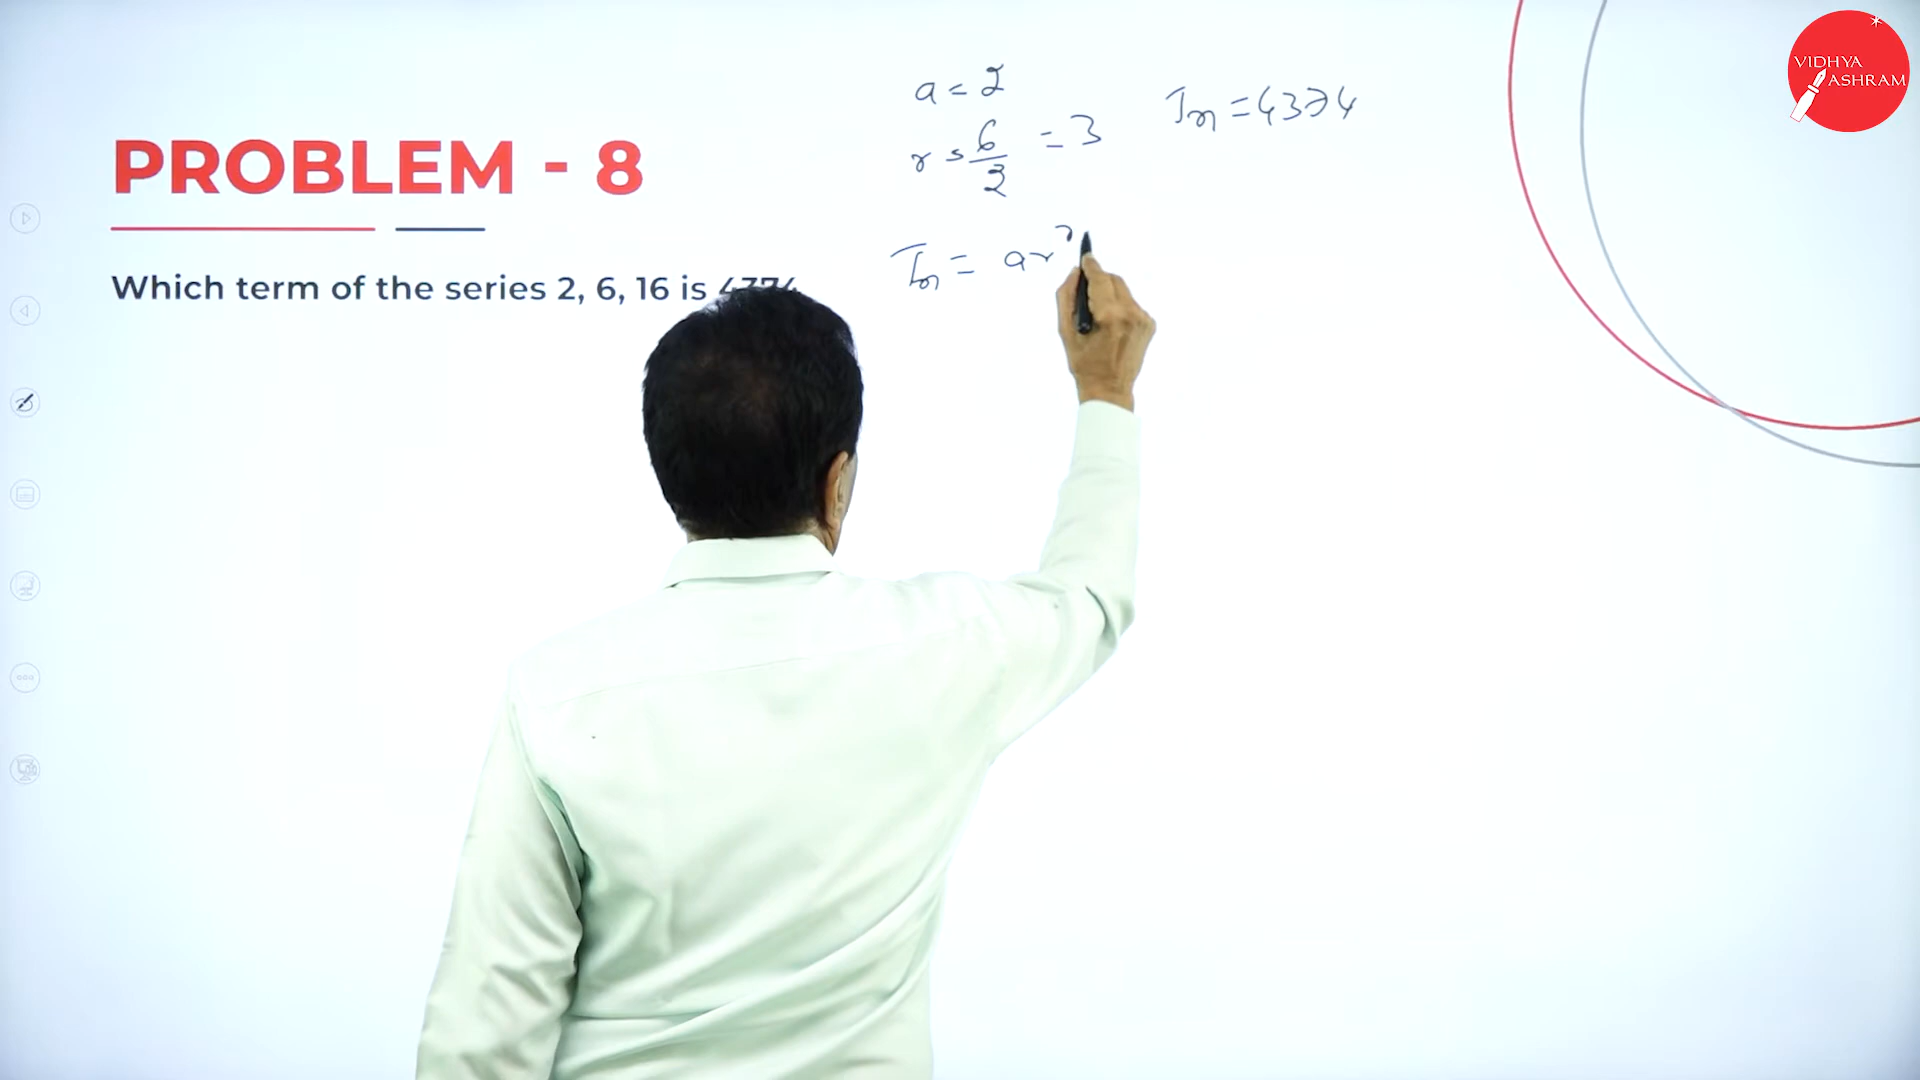 VIDHYA
ASHRAM
PROBLEM - 8
Which term of the series 2, 6, 16 is 4374
a = 2
r = 6/2 = 3
Tn = 4374
Tn = ar